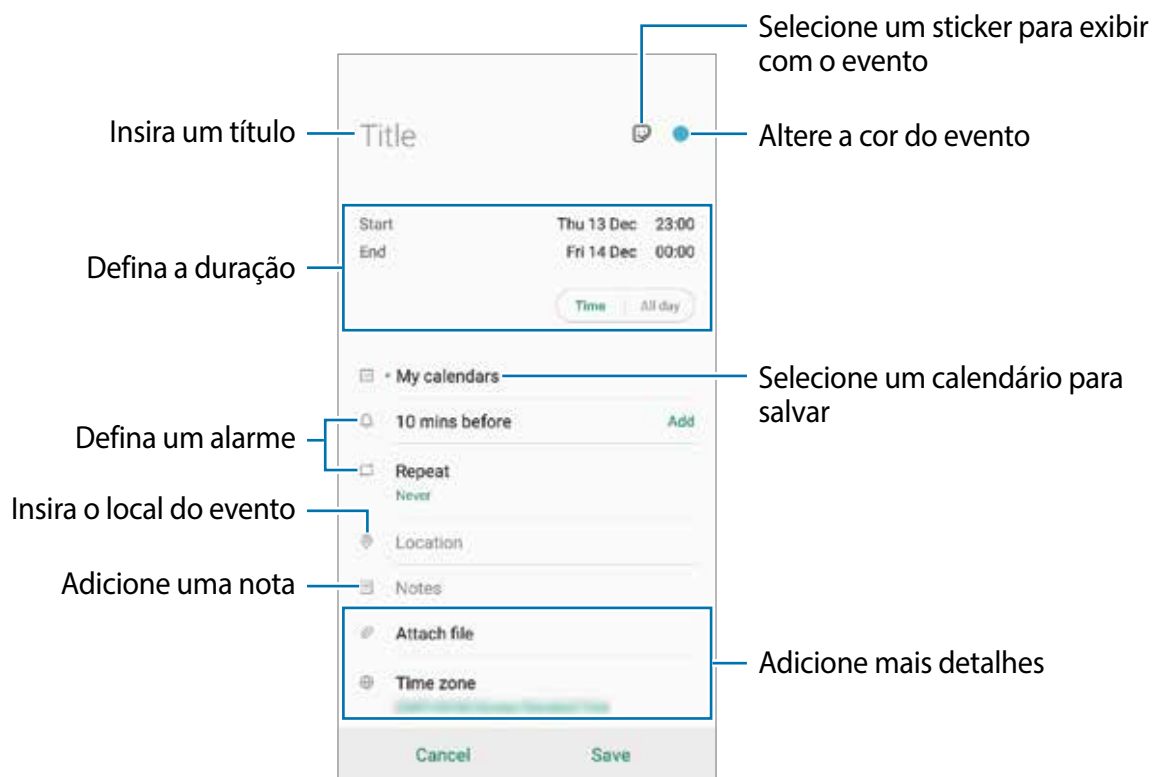 Selecione um sticker para exibir
com o evento
Insira um título
Title
Altere a cor do evento
Start Thu 13 Dec 23:00
End Fri 14 Dec 00:00
Defina a duração
Time All day
My calendars
Selecione um calendário para
salvar
10 mins before Add
Defina um alarme
Repeat
Never
Insira o local do evento
Location
Adicione uma nota
Notes
Attach file
Adicione mais detalhes
Time zone
Cancel Save